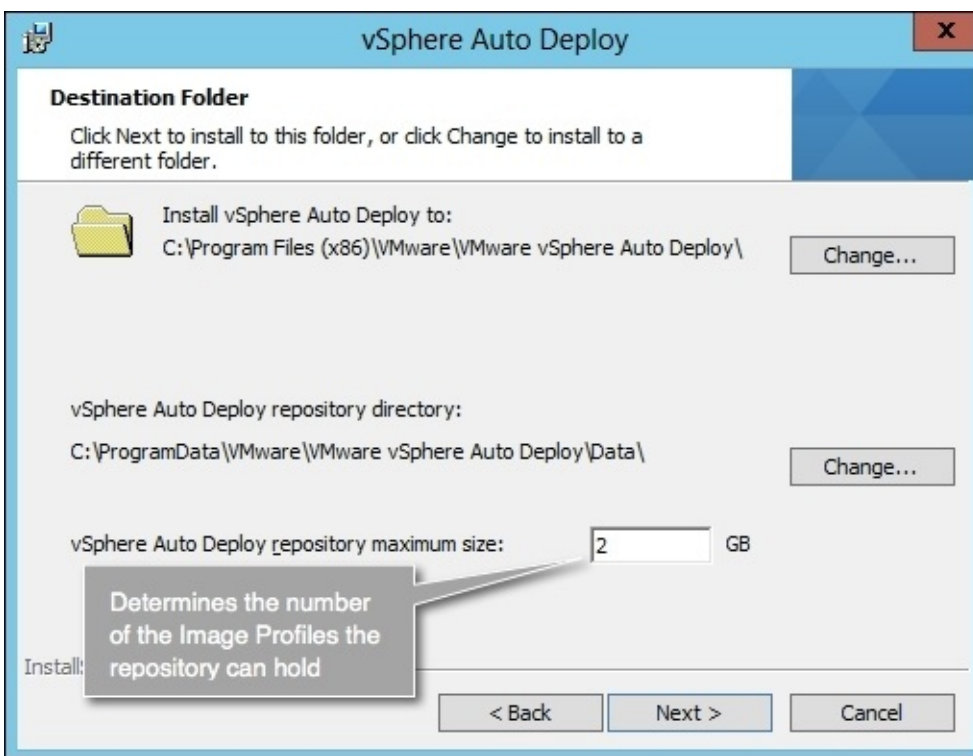 vSphere Auto Deploy
x
Destination Folder
Click Next to install to this folder, or click Change to install to a
different folder.
Install vSphere Auto Deploy to:
C:\Program Files (x86)\VMware\VMware vSphere Auto Deploy\
Change...
vSphere Auto Deploy repository directory:
C:\ProgramData\VMware\VMware vSphere Auto Deploy\Data\
Change...
vSphere Auto Deploy repository maximum size:
2
GB
Determines the number
of the Image Profiles the
repository can hold
< Back
Next >
Cancel